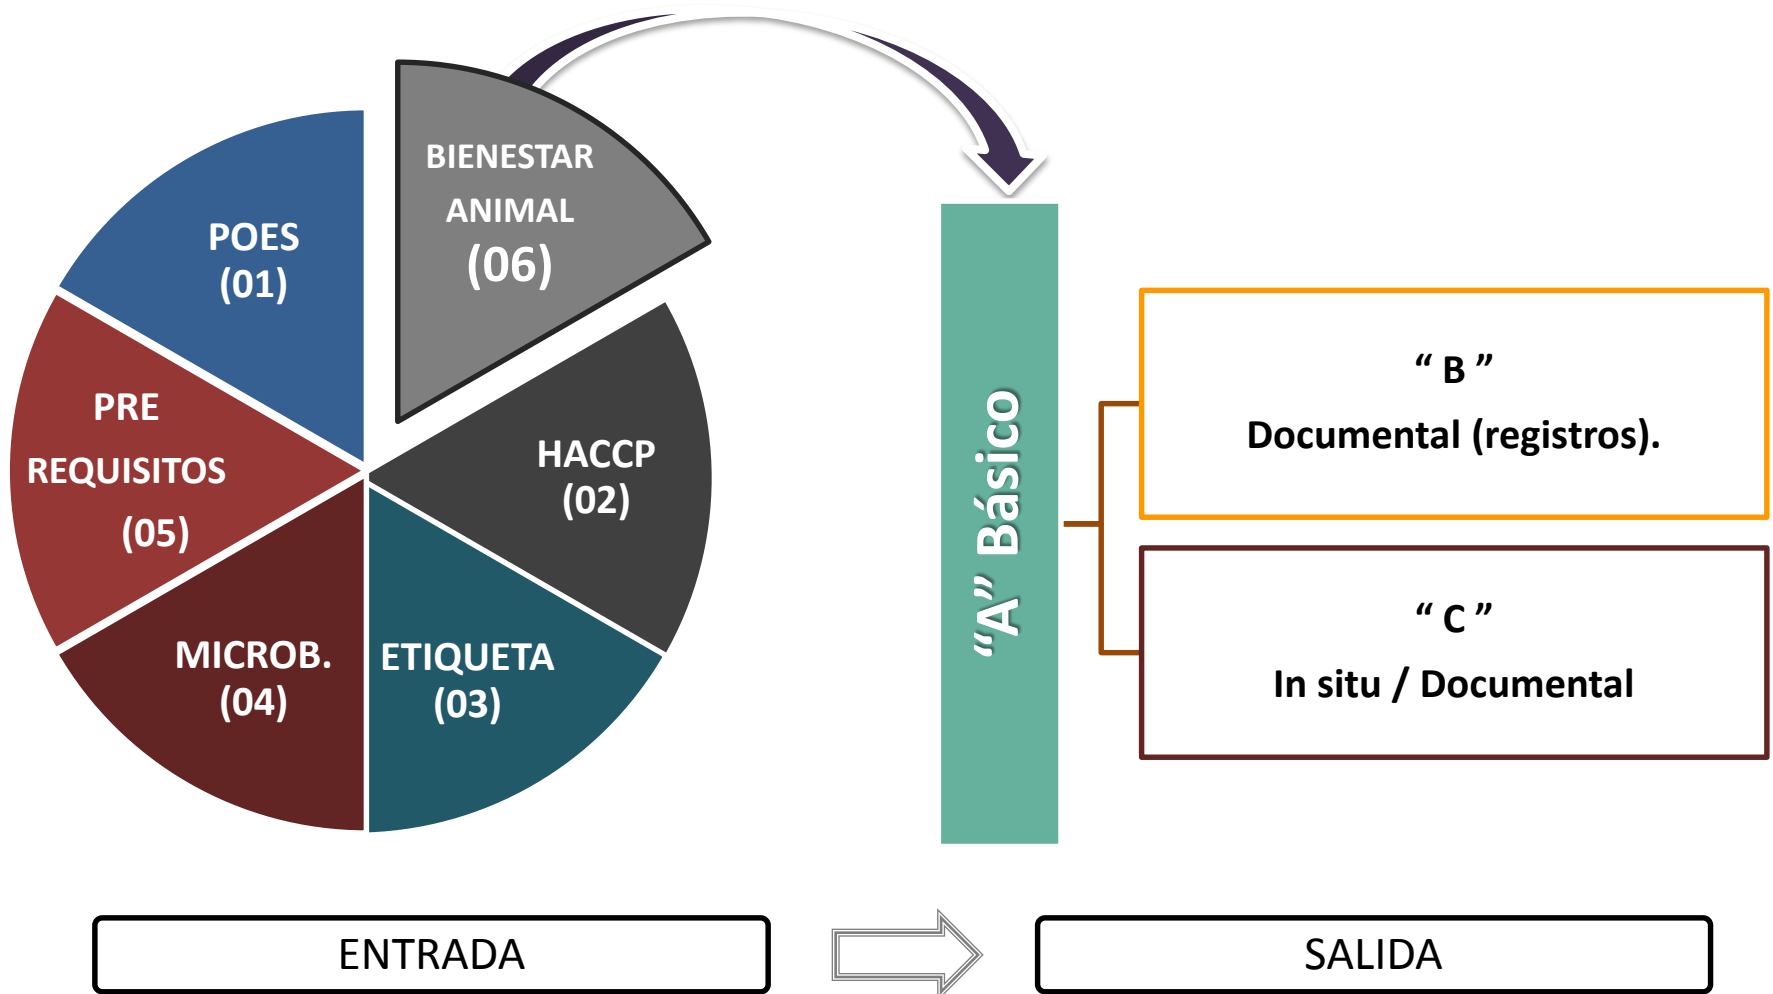 BIENESTAR
ANIMAL
(06)
POES
(01)
PRE
REQUISITOS
(05)
HACCP
(02)
MICROB.
(04)
ETIQUETA
(03)
“A” Básico
“ B ”
Documental (registros).
“ C ”
In situ / Documental
ENTRADA
SALIDA